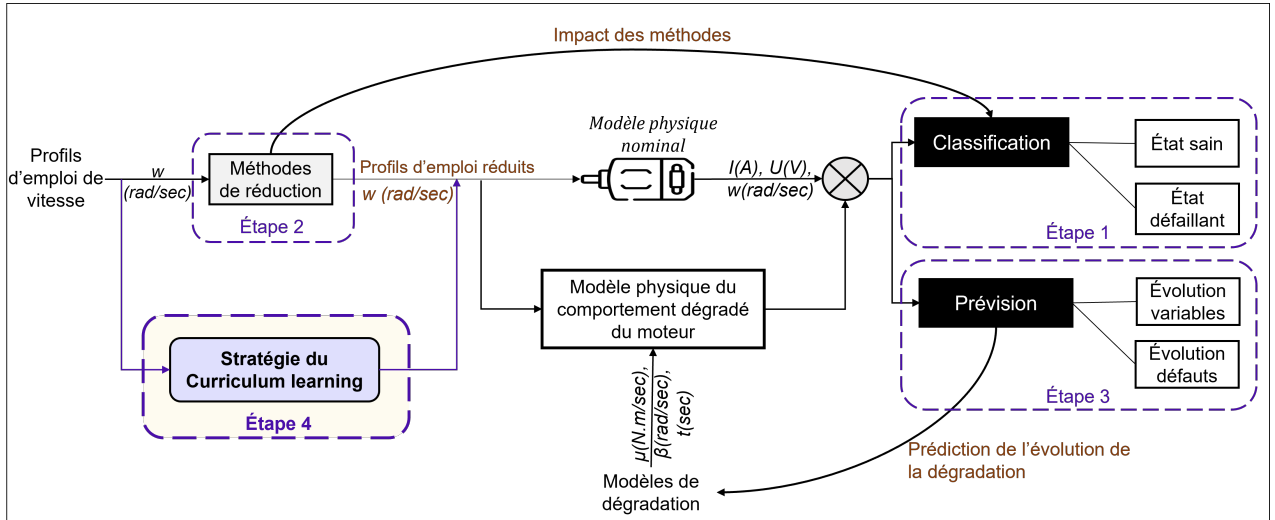 Impact des méthodes
Profils
d’emploi de
vitesse
w
(rad/sec)
Méthodes
de réduction
Étape 2
Profils d’emploi réduits
w (rad/sec)
Modèle physique
nominal
I(A), U(V),
w(rad/sec)
Classification
État sain
État
défaillant
Étape 1
Stratégie du
Curriculum learning
Étape 4
Modèle physique du
comportement dégradé
du moteur
Prévision
Évolution
variables
Évolution
défauts
Étape 3
µ(N.m/sec),
β(rad/sec),
t(sec)
Modèles de
dégradation
Prédiction de l’évolution de
la dégradation